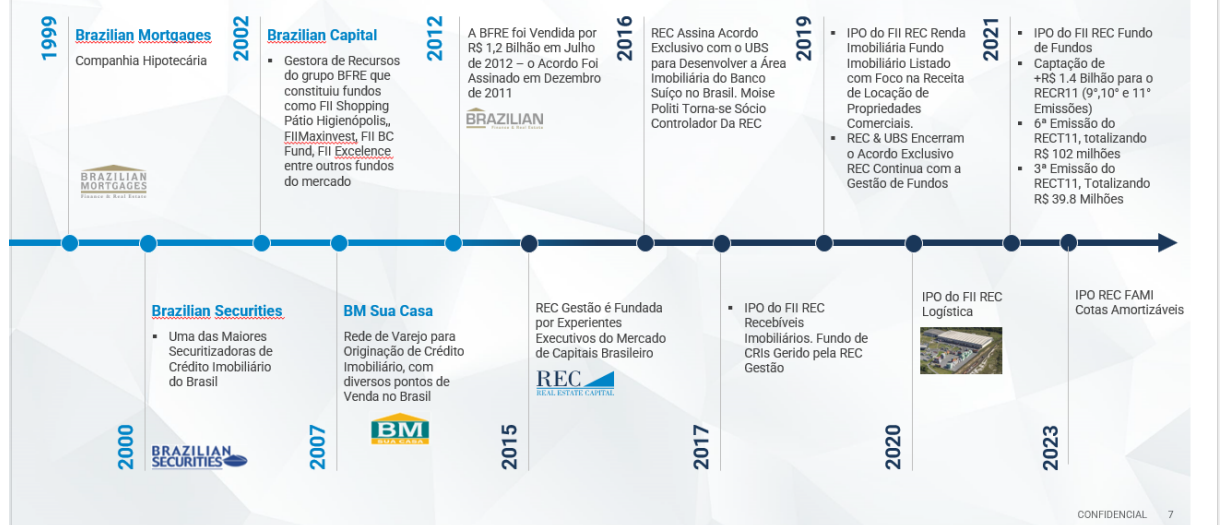 1999
Brazilian Mortgages
Companhia Hipotecária
BRAZILIAN
MORTGAGES
Finance & Real Estate
2002
Brazilian Capital
▪ Gestora de Recursos
do grupo BFRE que
constituiu fundos
como FII Shopping
Pátio Higienópolis,,
FIIMaxinvest, FII BC
Fund, FII Excelence
entre outros fundos
do mercado
2012
A BFRE foi Vendida por
R$ 1,2 Bilhão em Julho
de 2012 – o Acordo Foi
Assinado em Dezembro
de 2011
BRAZILIAN
Finance & Real Estate
2016
REC Assina Acordo
Exclusivo com o UBS
para Desenvolver a Área
Imobiliária do Banco
Suíço no Brasil. Moise
Politi Torna-se Sócio
Controlador Da REC
2019
▪ IPO do FII REC Renda
Imobiliária Fundo
Imobiliário Listado
com Foco na Receita
de Locação de
Propriedades
Comerciais.
▪ REC & UBS Encerram
o Acordo Exclusivo
REC Continua com a
Gestão de Fundos
2021
▪ IPO do FII REC Fundo
de Fundos
▪ Captação de
+R$ 1.4 Bilhão para o
RECR11 (9°,10° e 11°
Emissões)
▪ 6ª Emissão do
RECT11, totalizando
R$ 102 milhões
▪ 3ª Emissão do
RECT11, Totalizando
R$ 39.8 Milhões
Brazilian Securities
▪ Uma das Maiores
Securitizadoras de
Crédito Imobiliário
do Brasil
2000
BRAZILIAN
SECURITIES
BM Sua Casa
Rede de Varejo para
Originação de Crédito
Imobiliário, com
diversos pontos de
Venda no Brasil
2007
BM
SUA CASA
REC Gestão é Fundada
por Experientes
Executivos do Mercado
de Capitais Brasileiro
REC
REAL ESTATE CAPITAL
2015
▪ IPO do FII REC
Recebíveis
Imobiliários. Fundo de
CRIs Gerido pela REC
Gestão
2017
IPO do FII REC
Logística
2020
IPO REC FAMI
Cotas Amortizáveis
2023
CONFIDENCIAL 7